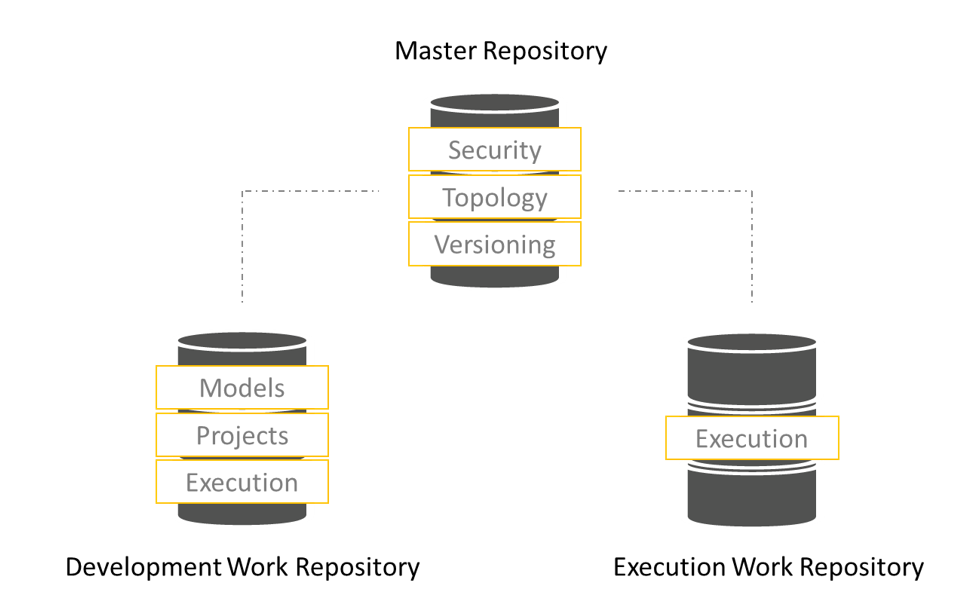 Master Repository
Security
Topology
Versioning
Models
Projects
Execution
Execution
Development Work Repository
Execution Work Repository